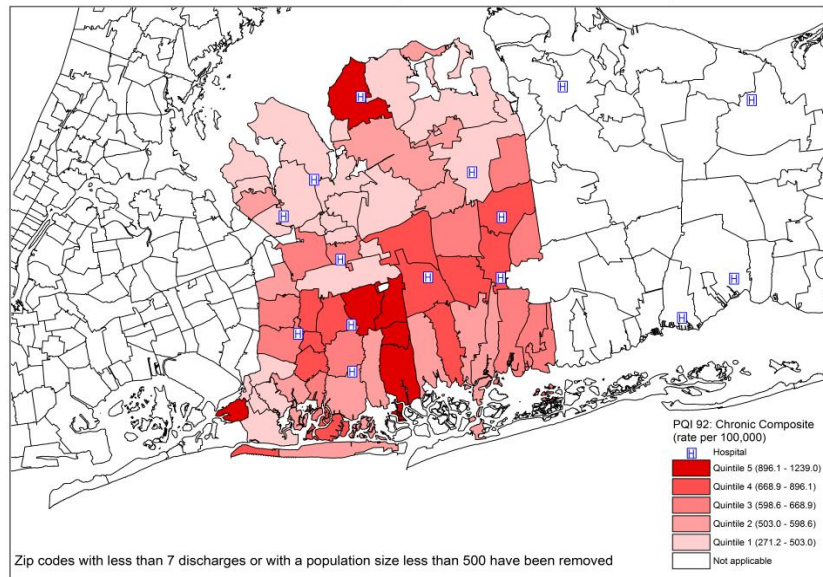 PQI 92: Chronic Composite
(rate per 100,000)
H Hospital
Quintile 5 (896.1 - 1239.0)
Quintile 4 (668.9 - 896.1)
Quintile 3 (598.6 - 668.9)
Quintile 2 (503.0 - 598.6)
Quintile 1 (271.2 - 503.0)
Not applicable
Zip codes with less than 7 discharges or with a population size less than 500 have been removed